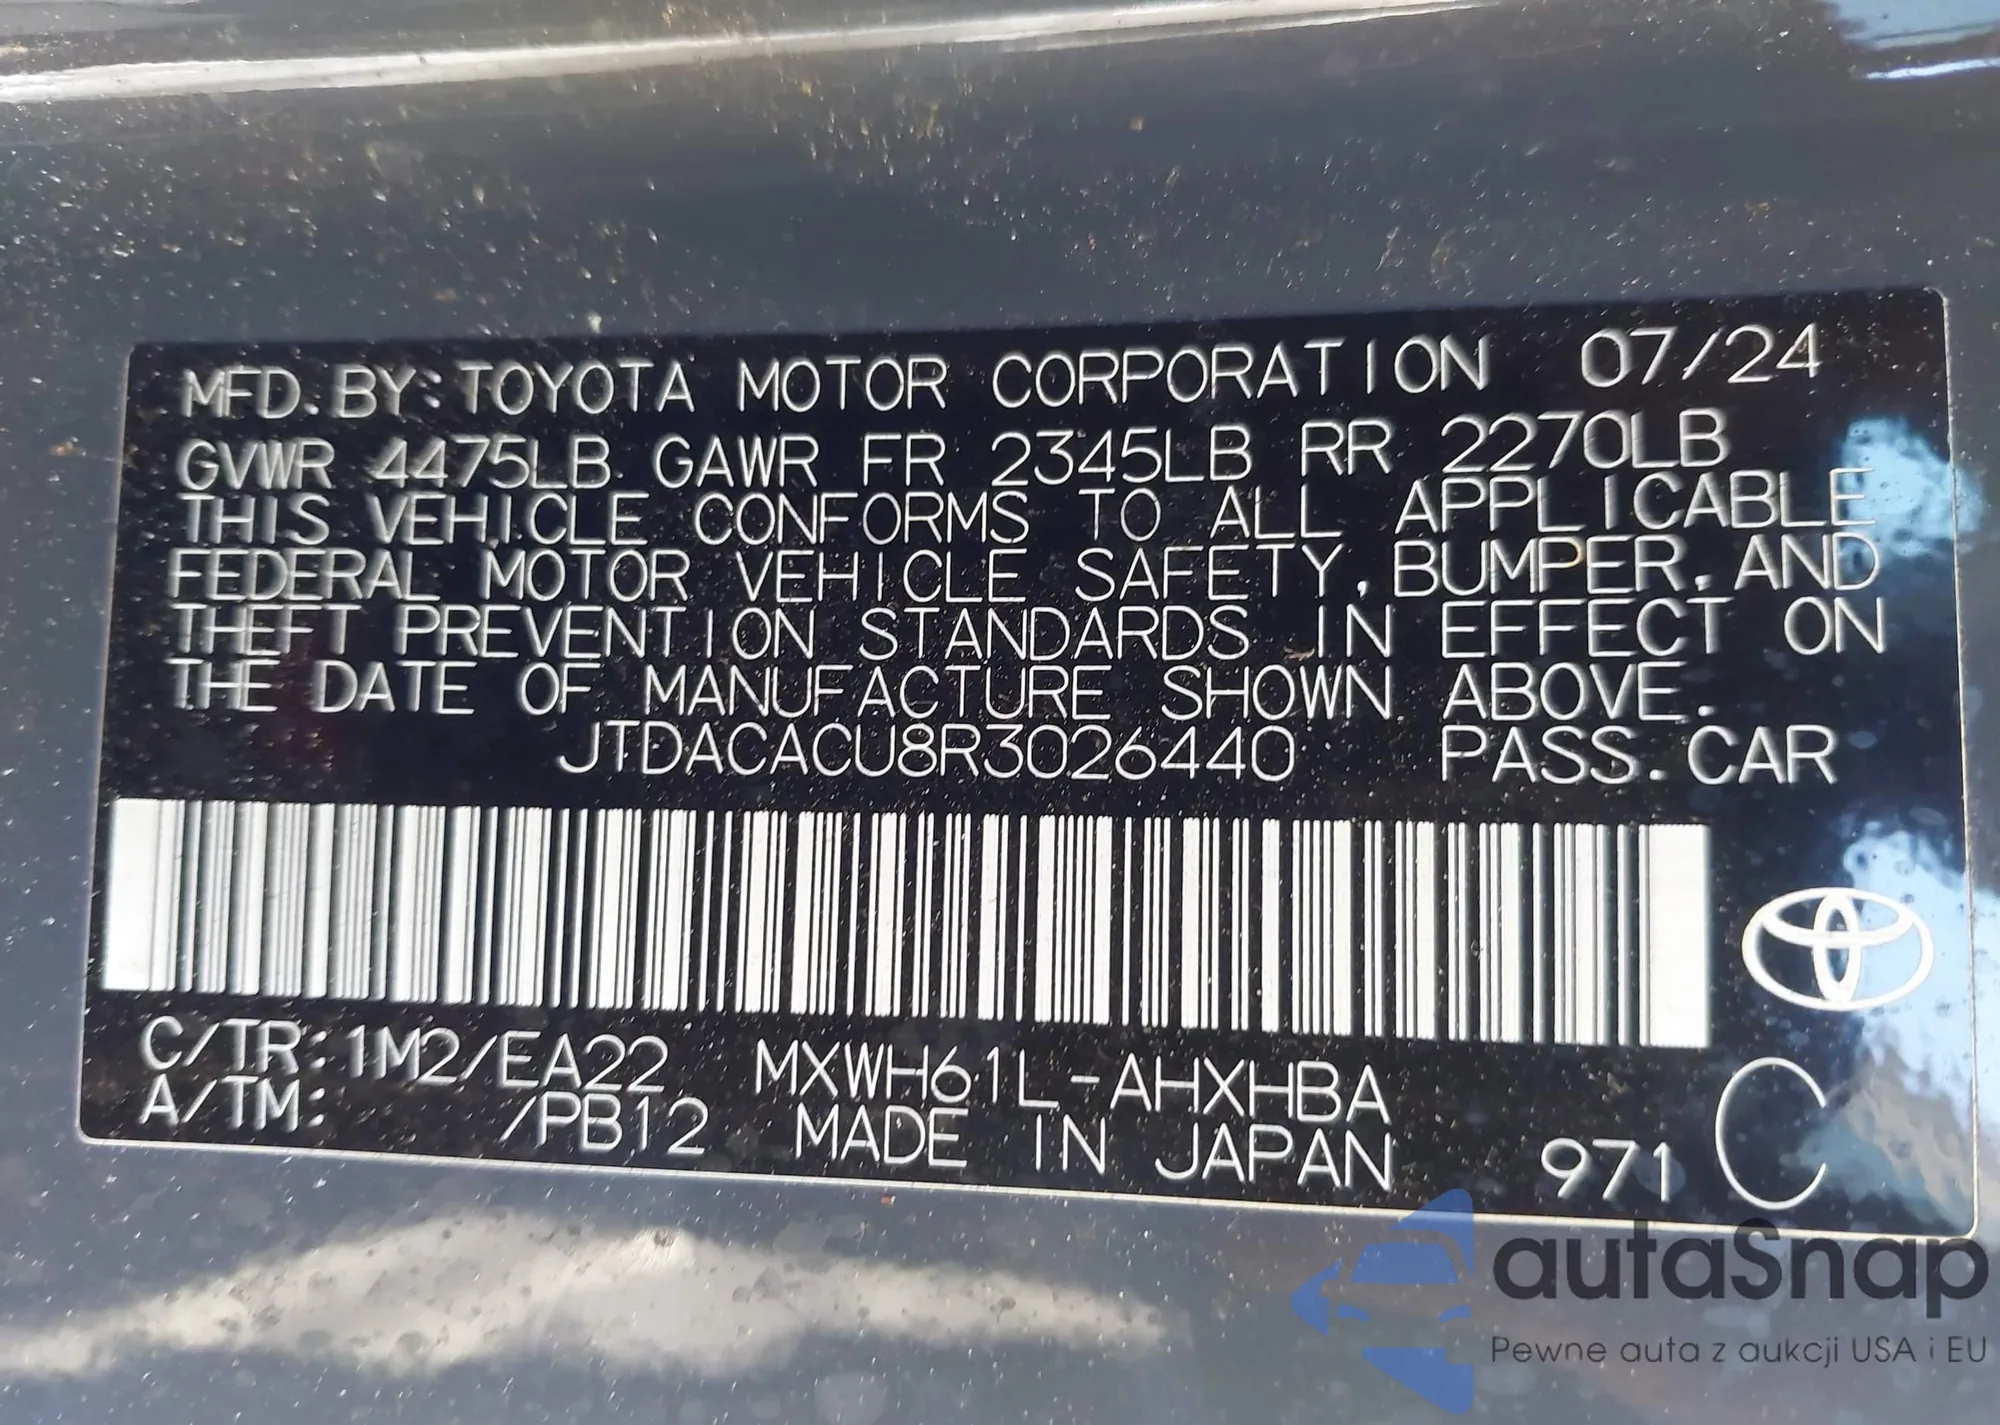 MFD. BY: TOYOTA MOTOR CORPORATION 07/24
GVWR 4475LB GAWR FR 2345LB RR 2270LB
THIS VEHICLE CONFORMS TO ALL APPLICABLE
FEDERAL MOTOR VEHICLE SAFETY, BUMPER, AND
THEFT PREVENTION STANDARDS IN EFFECT ON
THE DATE OF MANUFACTURE SHOWN ABOVE.
JTDACACU8R3026440 PASS. CAR
C/TR: 1M2/EA22 MXWH61L-AHXHBA
A/TM: /PB12 MADE IN JAPAN 971 C
autaSnap
Pewne auta z aukcji USA i EU